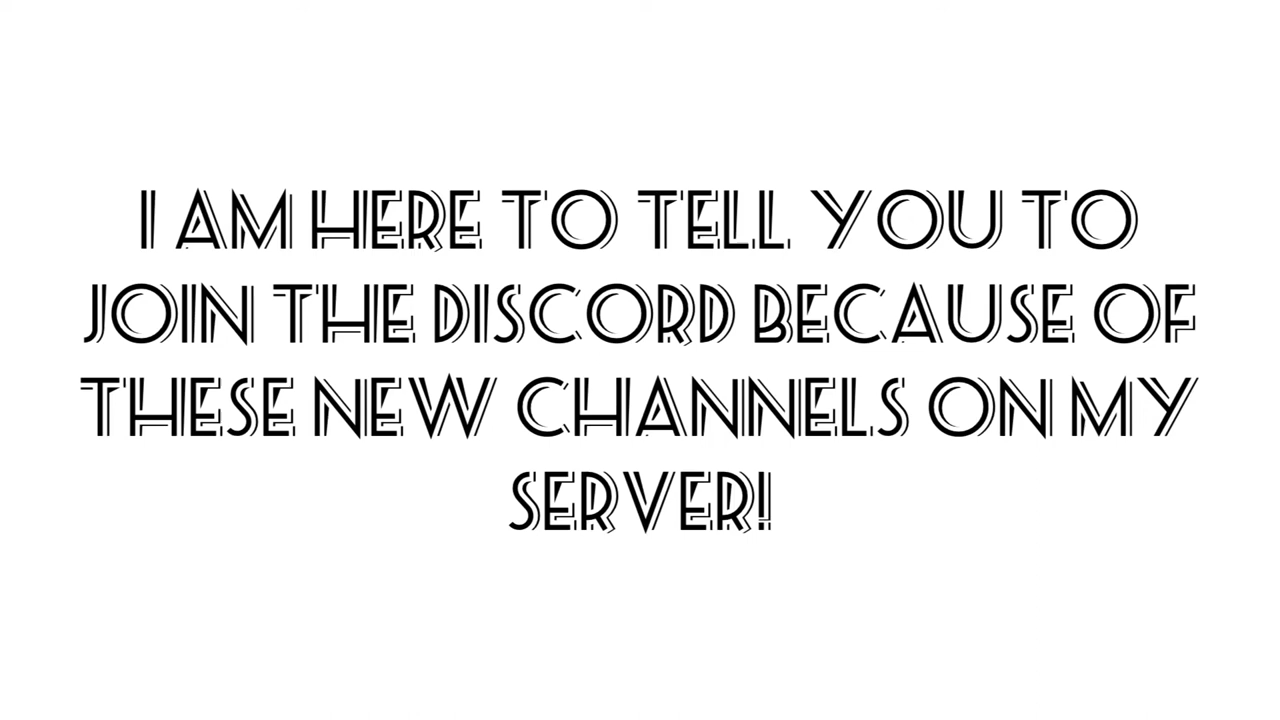 I AM HERE TO TELL YOU TO
JOIN THE DISCORD BECAUSE OF
THESE NEW CHANNELS ON MY
SERVER!